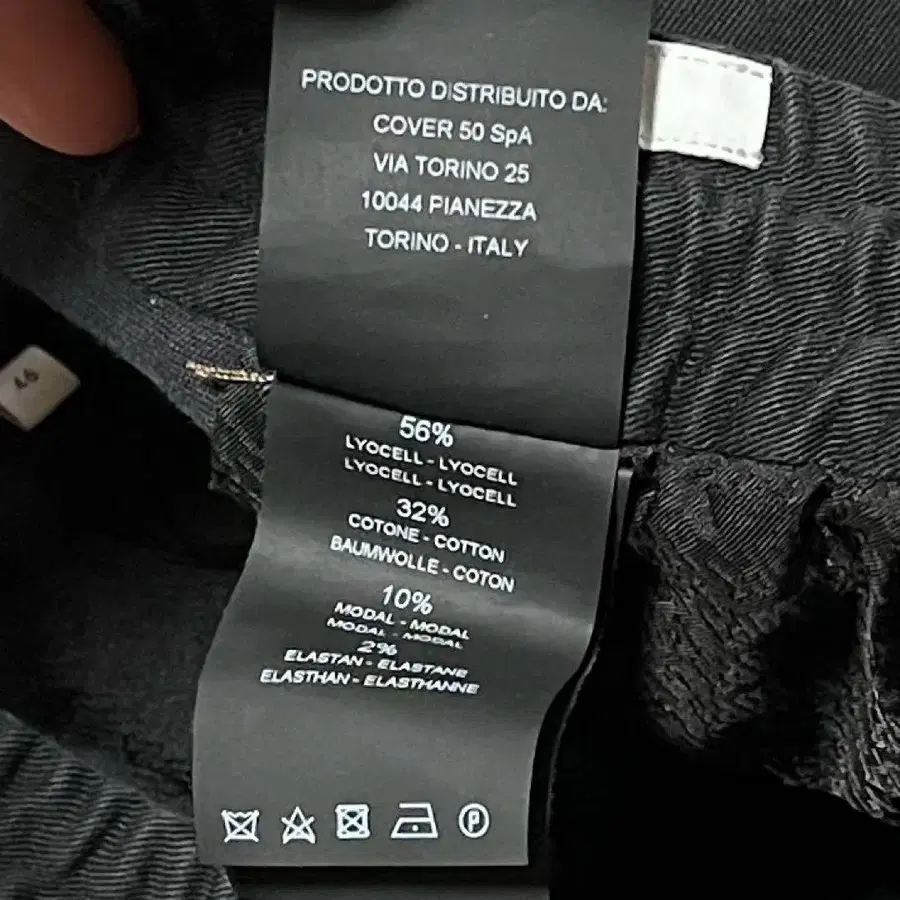 PRODOTTO DISTRIBUITO DA:
COVER 50 SpA
VIA TORINO 25
10044 PIANEZZA
TORINO - ITALY
46
56%
LYOCELL - LYOCELL
LYOCELL - LYOCELL
32%
COTONE - COTTON
BAUMWOLLE - COTON
10%
MODAL - MODAL
MODAL - MODAL
2%
ELASTAN - ELASTANE
ELASTHAN - ELASTHANNE
P